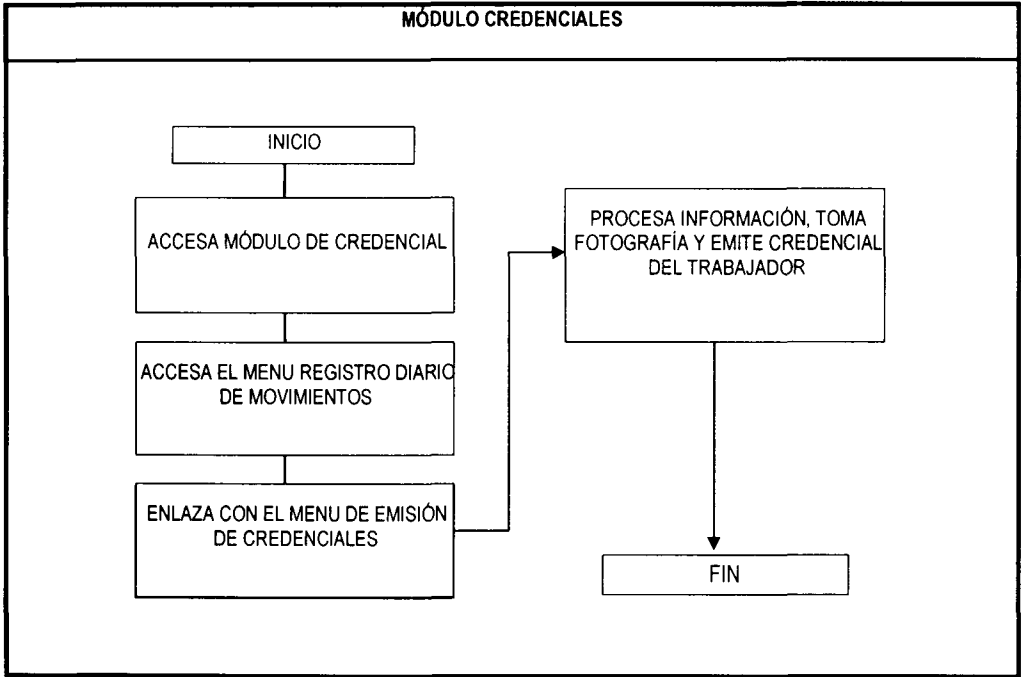 MÓDULO CREDENCIALES
INICIO
ACCESA MÓDULO DE CREDENCIAL
ACCESA EL MENU REGISTRO DIARIO
DE MOVIMIENTOS
ENLAZA CON EL MENU DE EMISIÓN
DE CREDENCIALES
PROCESA INFORMACIÓN, TOMA
FOTOGRAFÍA Y EMITE CREDENCIAL
DEL TRABAJADOR
FIN